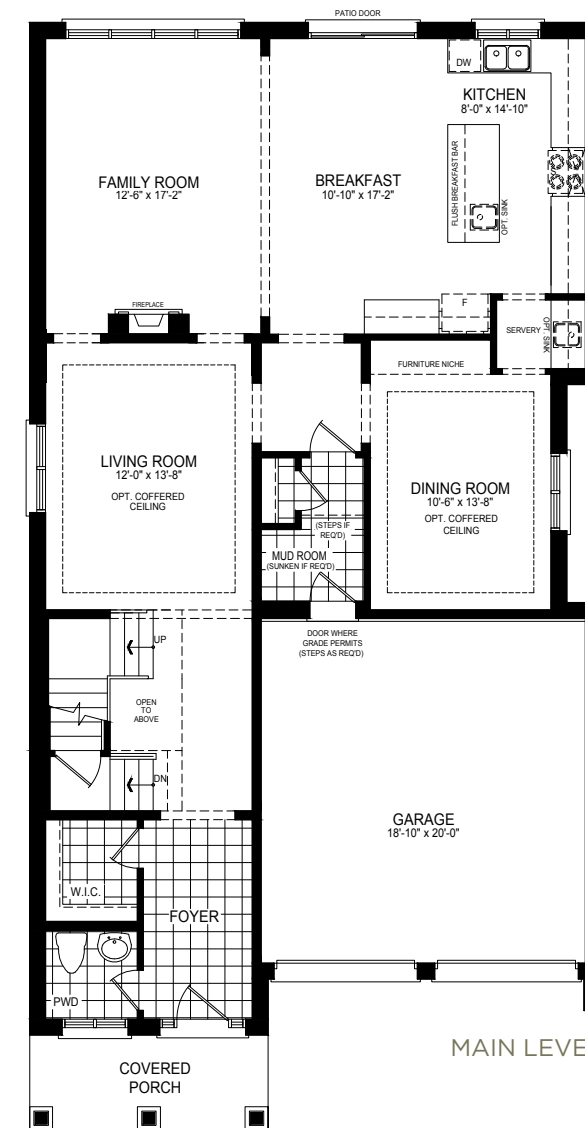 PATIO DOOR
DW
KITCHEN
8'-0" x 14'-10"
FAMILY ROOM
12'-6" x 17'-2"
BREAKFAST
10'-10" x 17'-2"
FLUSH BREAKFAST BAR
OPT. SINK
FIREPLACE
F
SERVERY
OPT. SINK
FURNITURE NICHE
LIVING ROOM
12'-0" x 13'-8"
OPT. COFFERED
CEILING
DINING ROOM
10'-6" x 13'-8"
OPT. COFFERED
CEILING
(STEPS IF
REQ'D)
MUD ROOM
(SUNKEN IF REQ'D)
DOOR WHERE
GRADE PERMITS
(STEPS AS REQ'D)
UP
OPEN
TO
ABOVE
DN
GARAGE
18'-10" x 20'-0"
W.I.C.
FOYER
PWD
MAIN LEVE
COVERED
PORCH